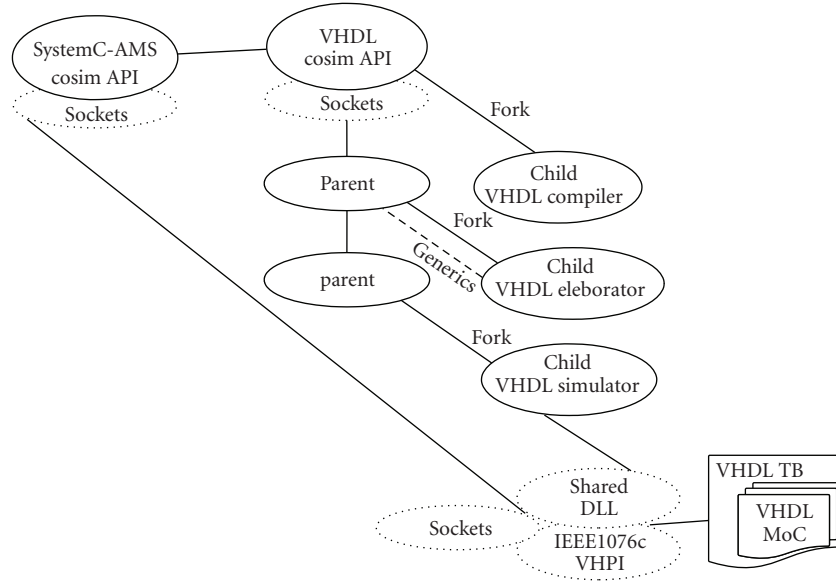 SystemC-AMS
cosim API
Sockets
VHDL
cosim API
Sockets
Fork
Child
VHDL compiler
Parent
Fork
Generics
Child
VHDL eleborator
parent
Fork
Child
VHDL simulator
Shared
DLL
Sockets
IEEE1076c
VHPI
VHDL TB
VHDL
MoC